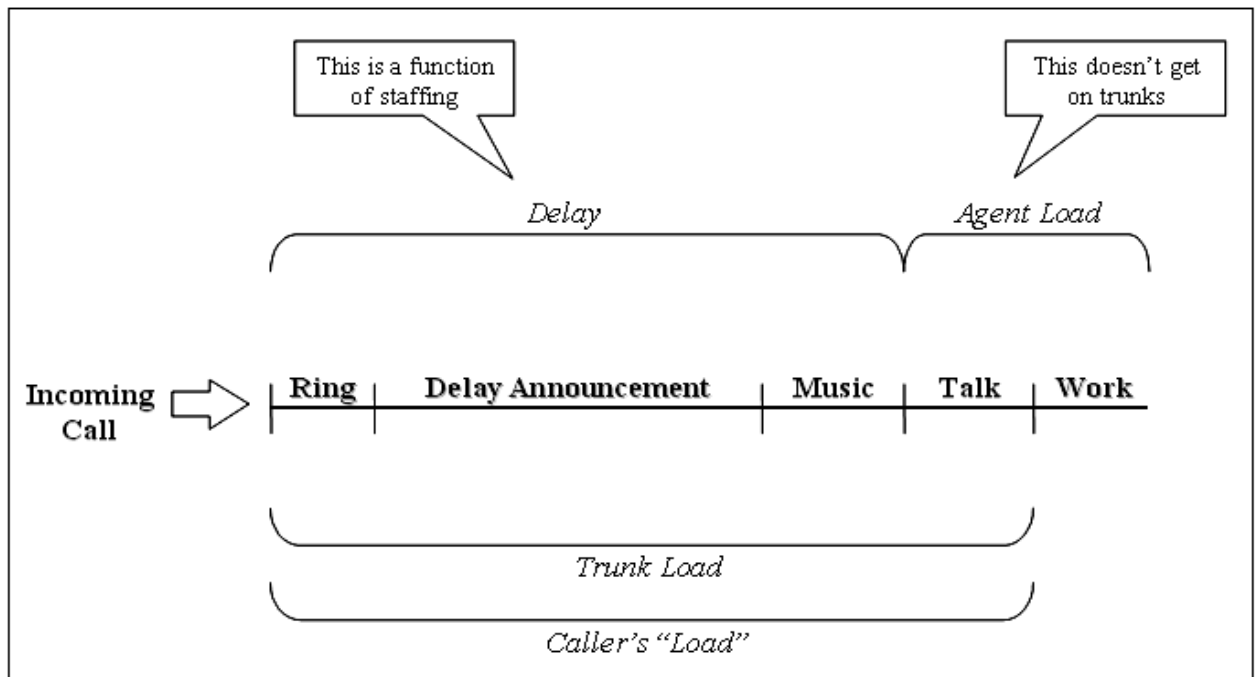 This is a function
of staffing
This doesn't get
on trunks
Delay
Agent Load
Incoming
Call
Ring
Delay Announcement
Music
Talk
Work
Trunk Load
Caller's “Load”